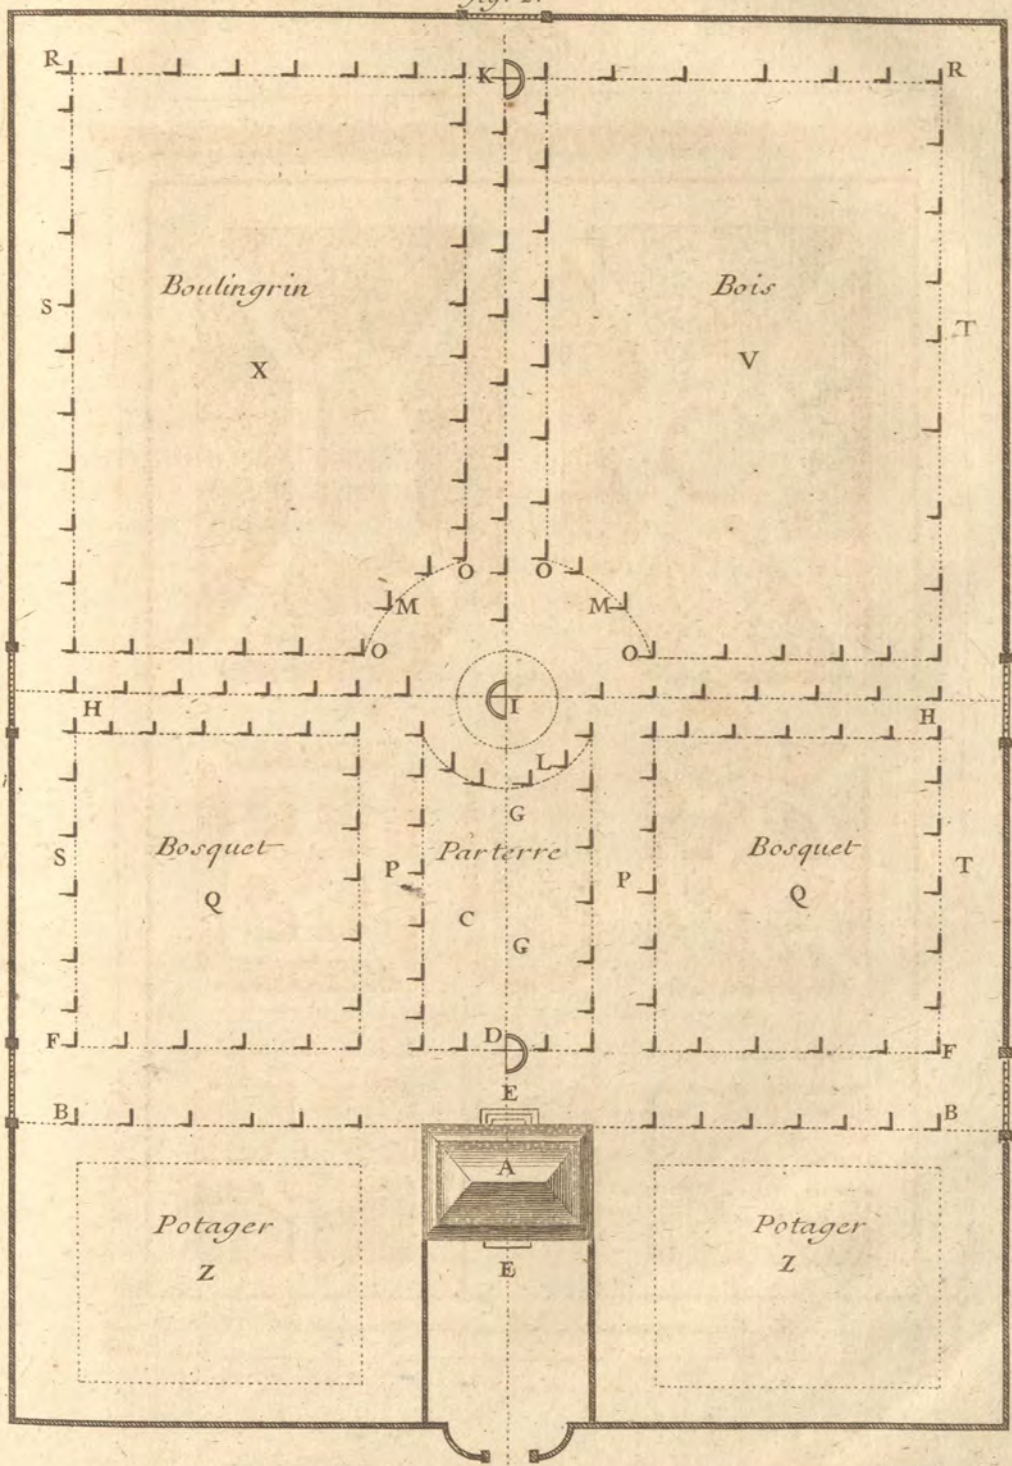 fig. 2.
R K R
Boulingrin Bois
S T
X V
O O
M M
O O
I
H H
L
G
Bosquet Parterre Bosquet
S P P T
Q C Q
G
F D F
E
B B
A
Potager Potager
Z E Z